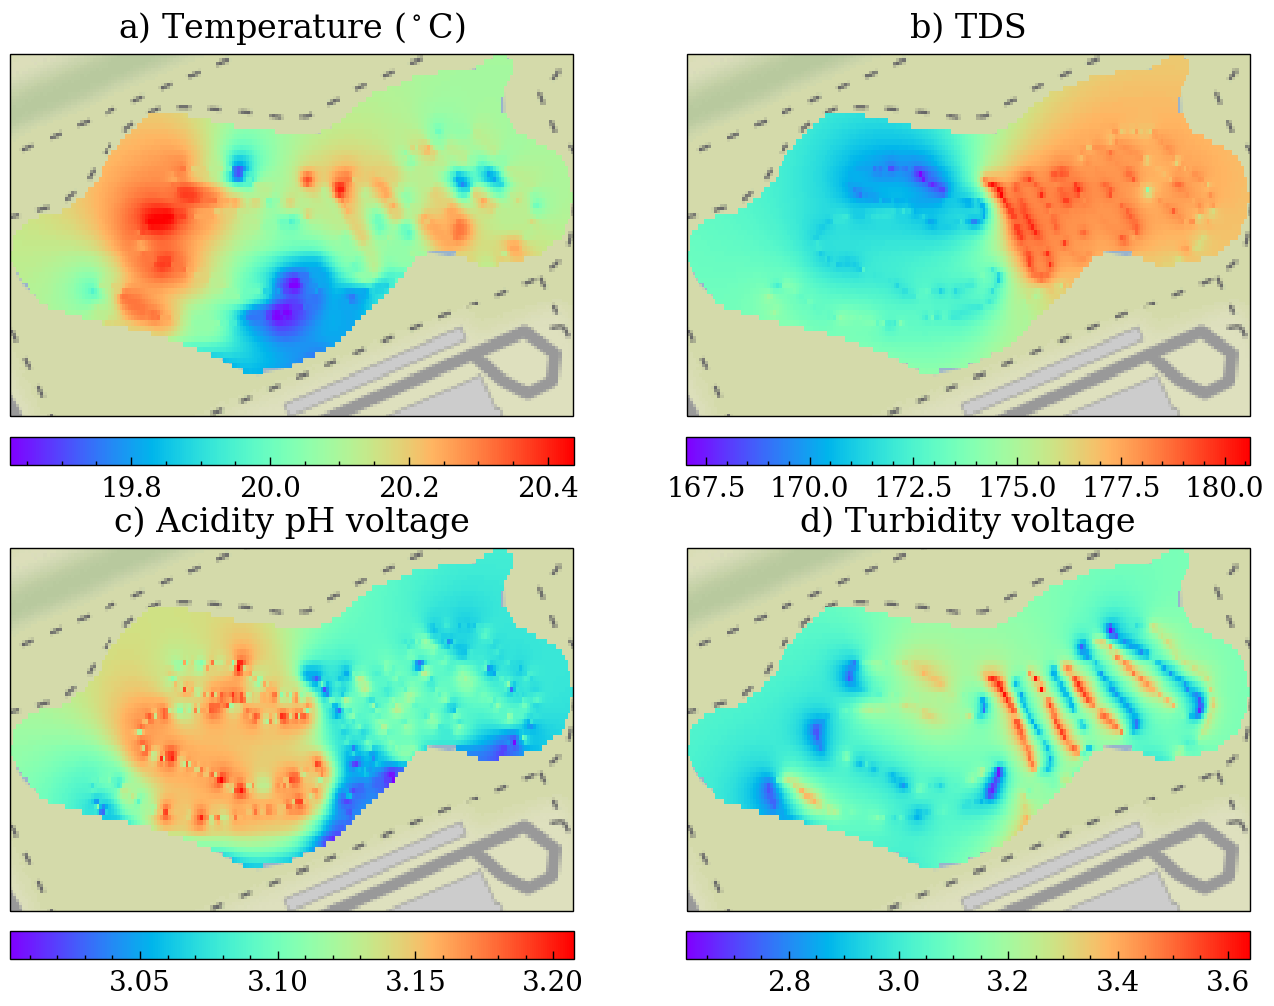 a) Temperature (°C)
b) TDS
19.8 20.0 20.2 20.4
167.5 170.0 172.5 175.0 177.5 180.0
c) Acidity pH voltage
d) Turbidity voltage
3.05 3.10 3.15 3.20
2.8 3.0 3.2 3.4 3.6